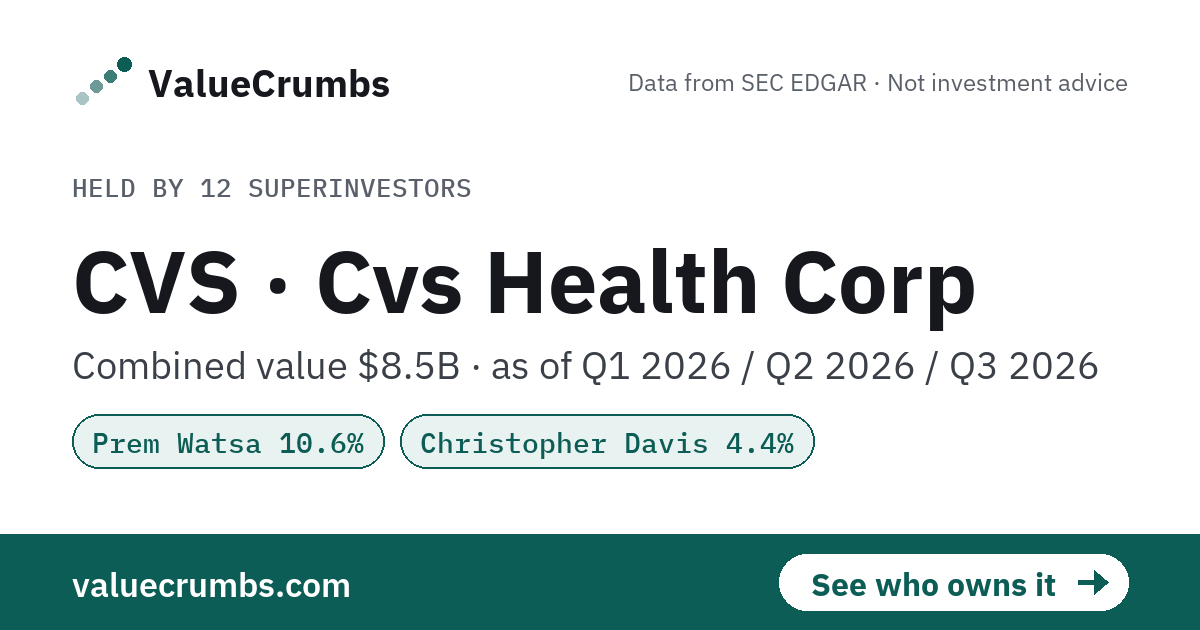 ValueCrumbs
Data from SEC EDGAR · Not investment advice
HELD BY 12 SUPERINVESTORS
CVS · Cvs Health Corp
Combined value $8.5B · as of Q1 2026 / Q2 2026 / Q3 2026
Prem Watsa 10.6%
Christopher Davis 4.4%
valuecrumbs.com
See who owns it →